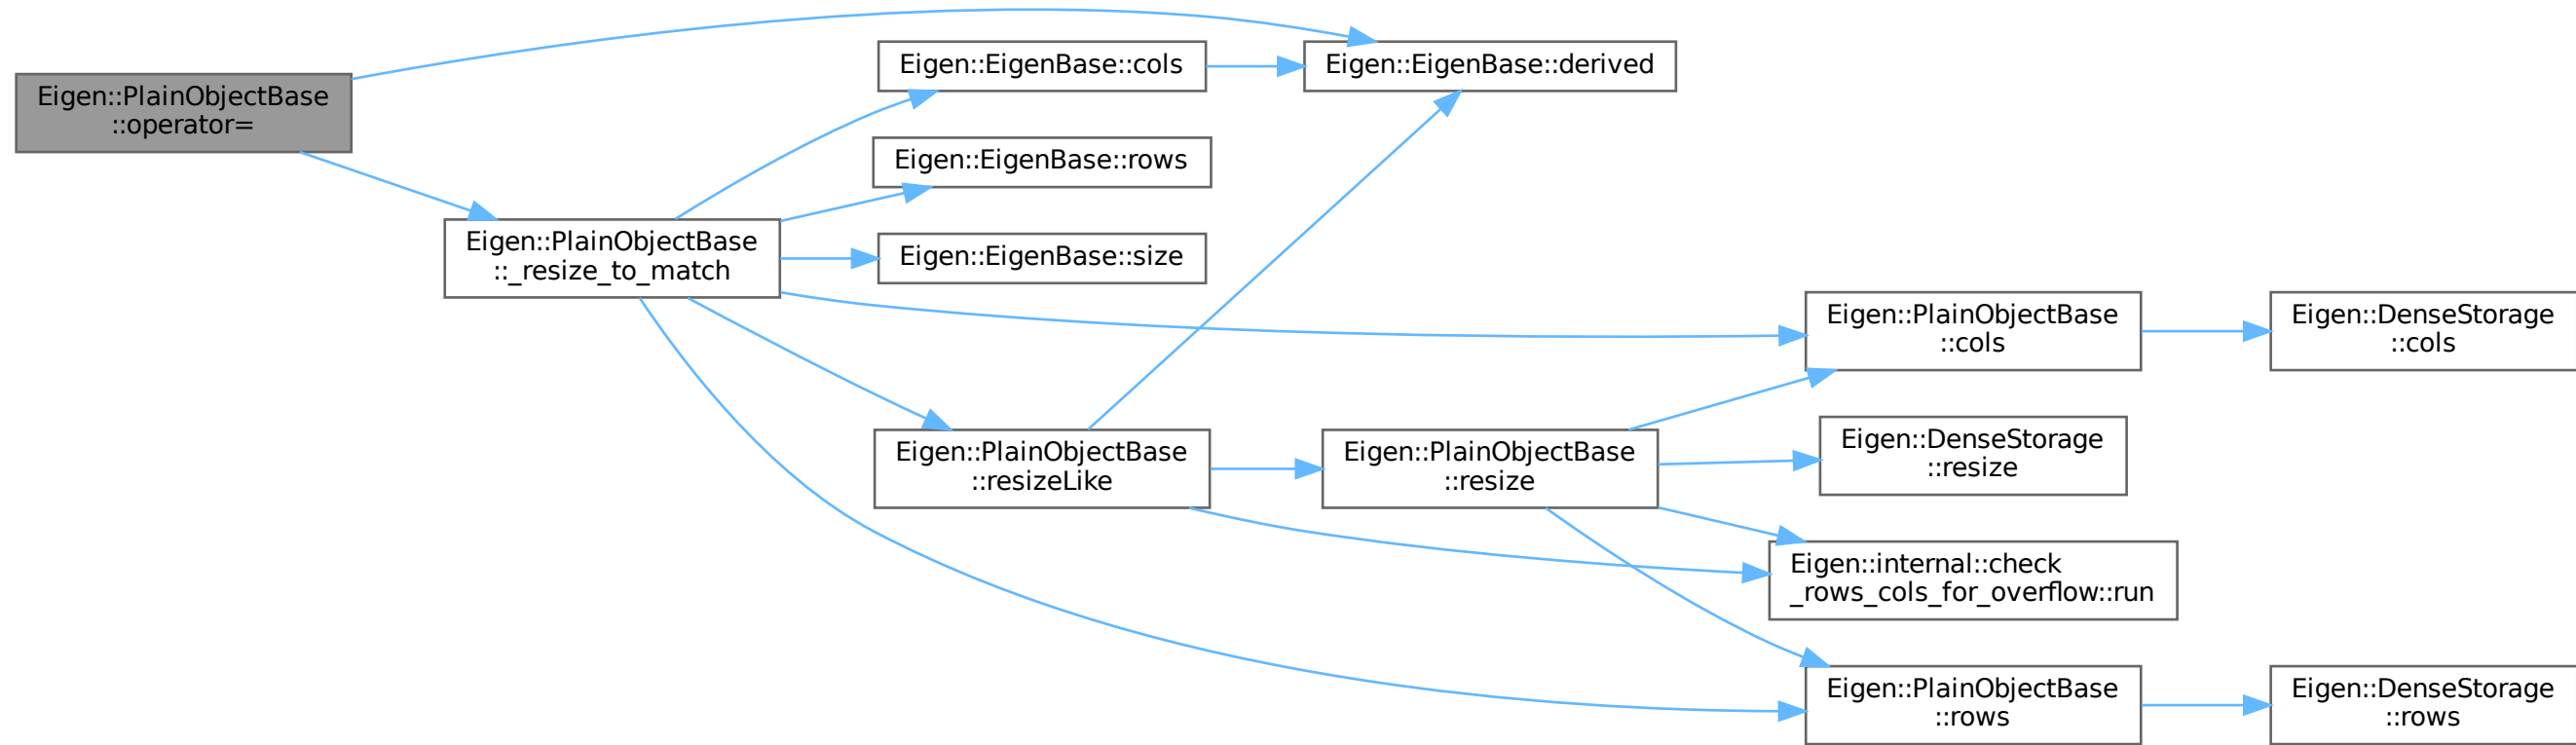 Eigen::PlainObjectBase
::operator=
Eigen::PlainObjectBase
::_resize_to_match
Eigen::EigenBase::cols
Eigen::EigenBase::rows
Eigen::EigenBase::size
Eigen::PlainObjectBase
::resizeLike
Eigen::EigenBase::derived
Eigen::PlainObjectBase
::resize
Eigen::PlainObjectBase
::cols
Eigen::DenseStorage
::resize
Eigen::internal::check
_rows_cols_for_overflow::run
Eigen::PlainObjectBase
::rows
Eigen::DenseStorage
::cols
Eigen::DenseStorage
::rows